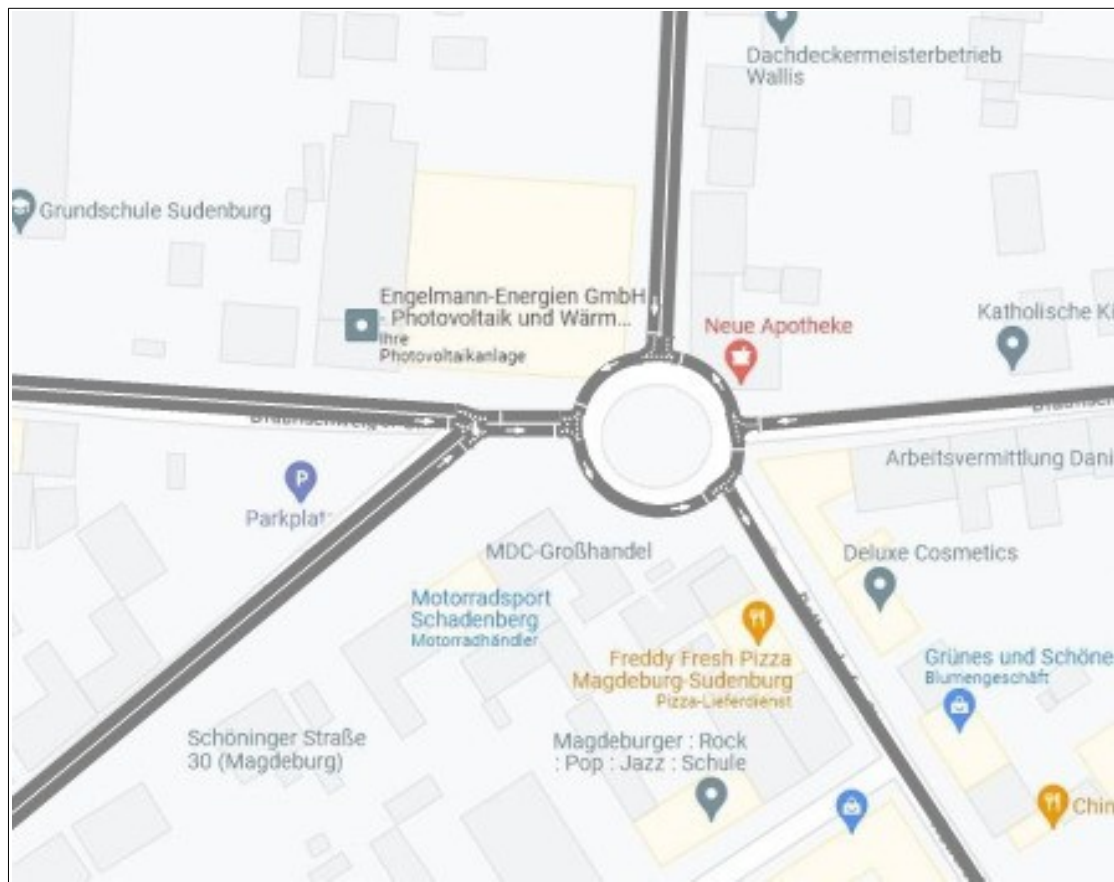 Dachdeckermeisterbetrieb
Wallis
Grundschule Sudenburg
Engelmann-Energien GmbH
- Photovoltaik und Wärm...
Ihre
Photovoltaikanlage
Neue Apotheke
Katholische Ki
Arbeitsvermittlung Dani
P
Parkplat
MDC-Großhandel
Deluxe Cosmetics
Motorradsport
Schadenberg
Motorradhändler
Freddy Fresh Pizza
Magdeburg-Sudenburg
Pizza-Lieferdienst
Grünes und Schöne
Blumengeschäft
Schöninger Straße
30 (Magdeburg)
Magdeburger : Rock
: Pop : Jazz : Schule
Chin